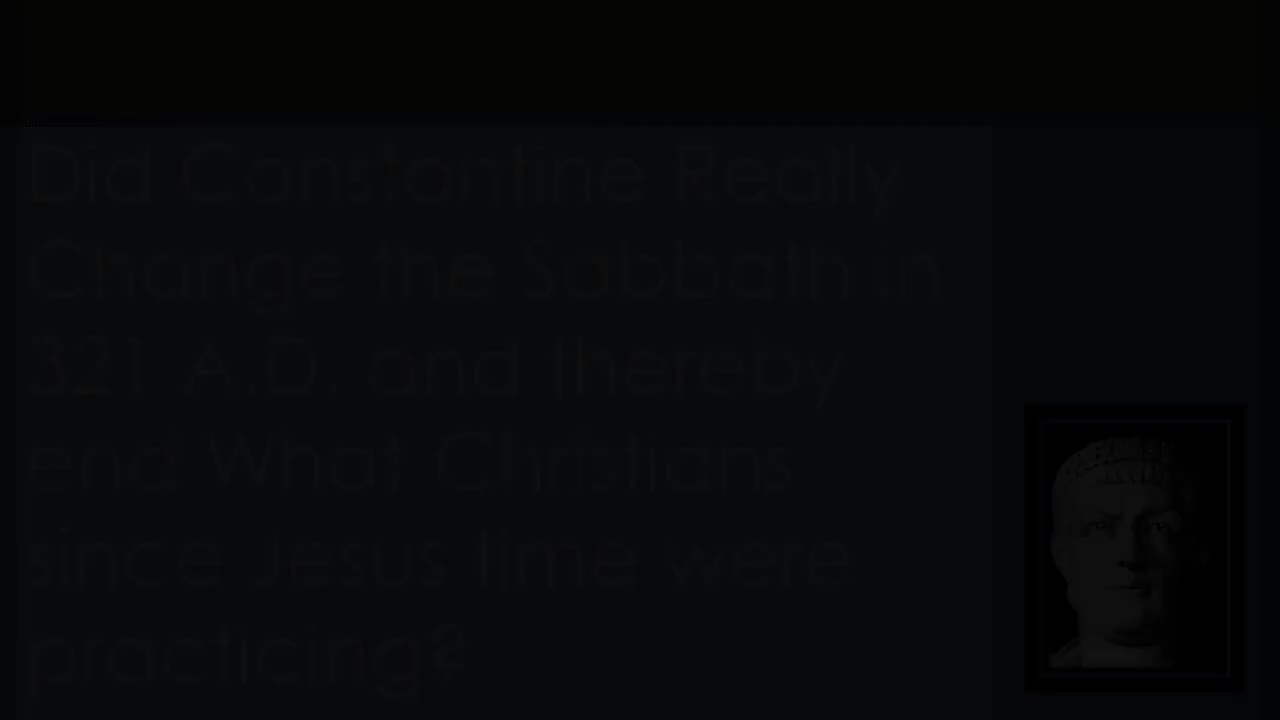 Did Constantine Really
Change the Sabbath in
321 A.D. and thereby
end What Christians
since Jesus time were
practicing?